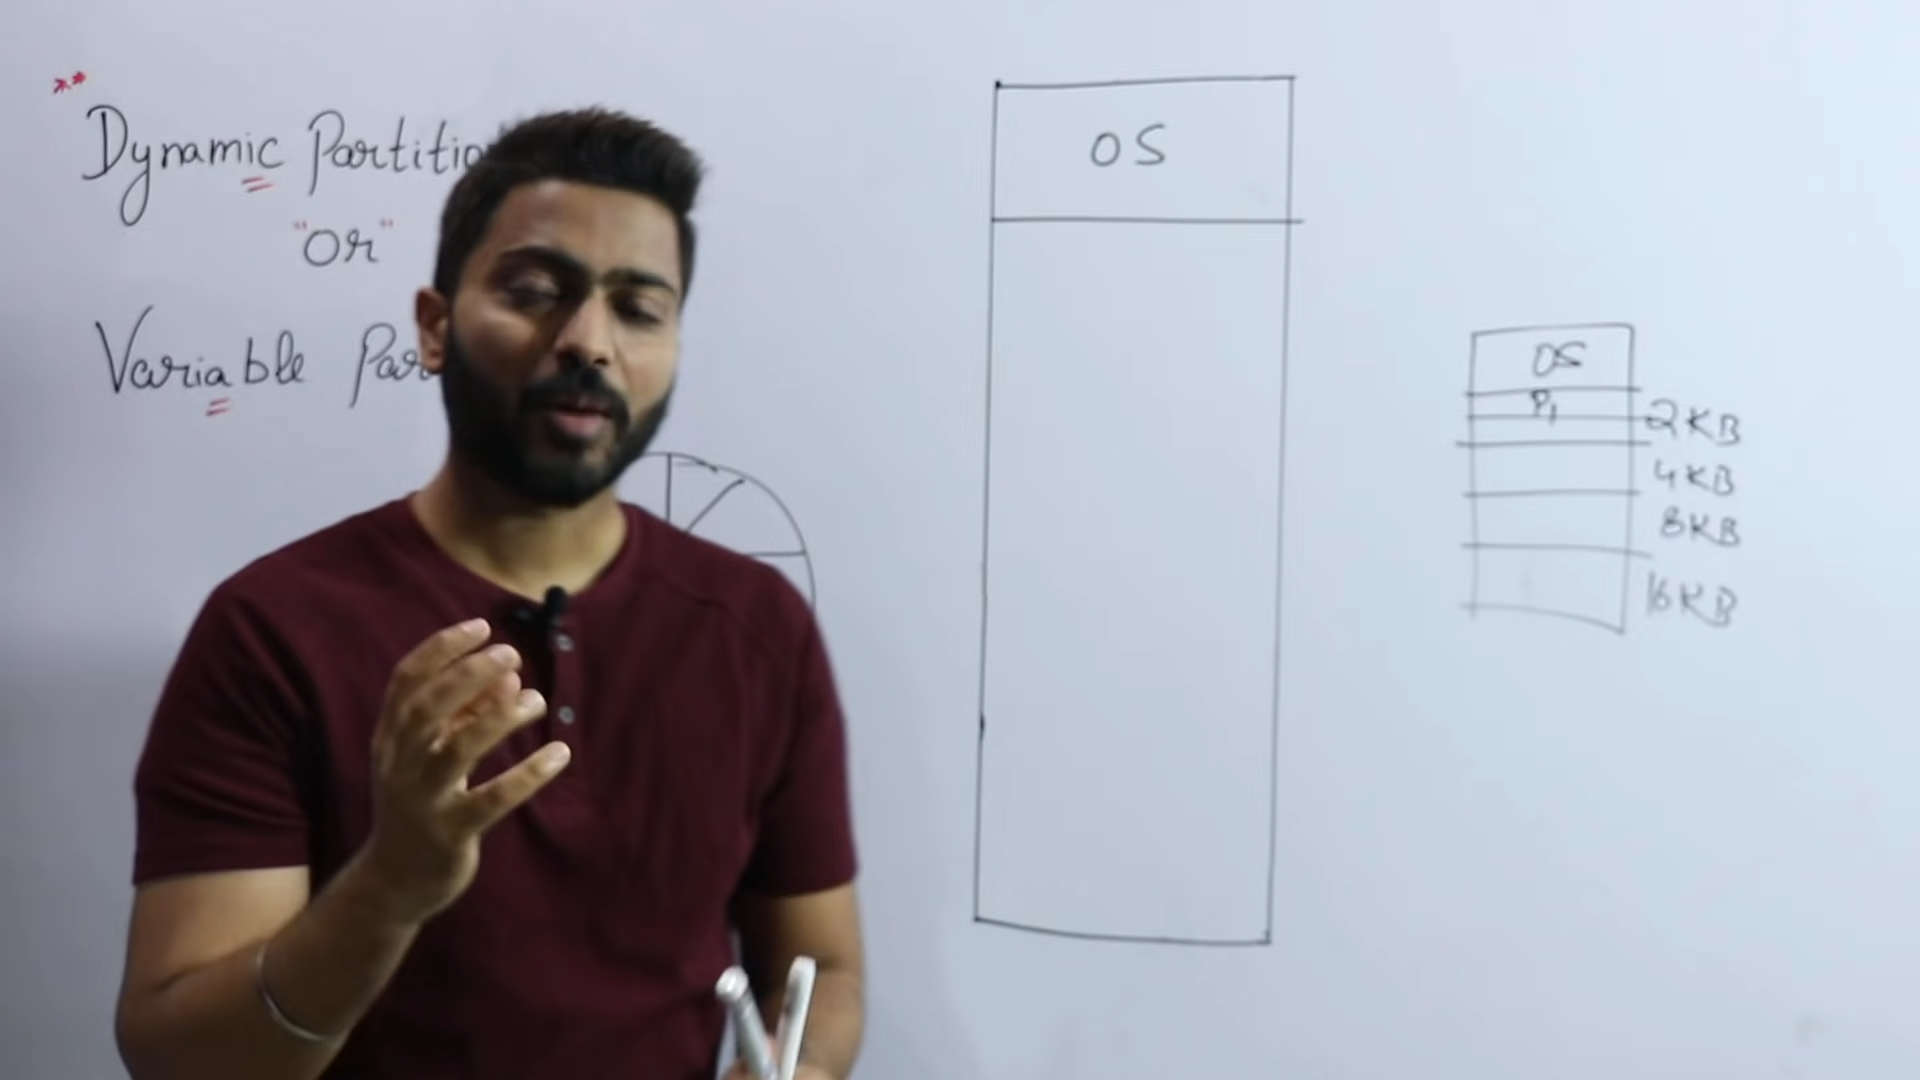 **
Dynamic Partitio
"or"
Variable Par
OS
OS
P1
2KB
4KB
8KB
16KB